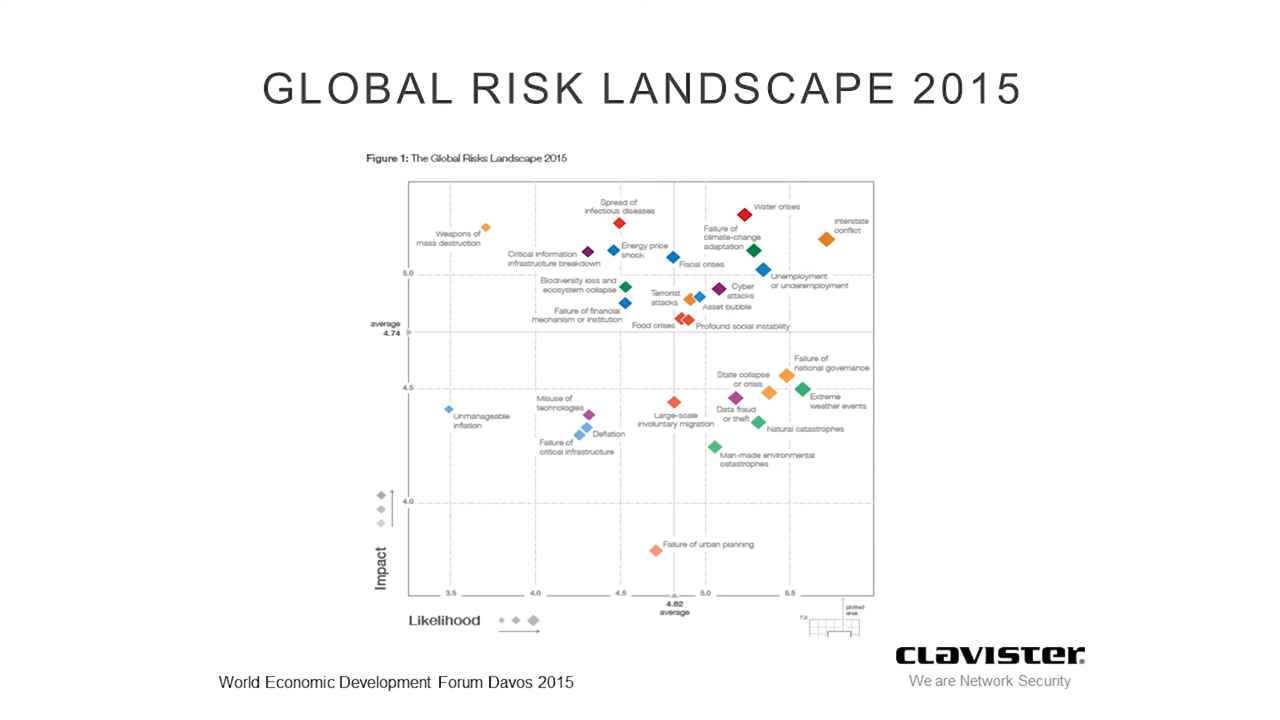 GLOBAL RISK LANDSCAPE 2015
Figure 1: The Global Risks Landscape 2015
Water crises
Spread of
infectious diseases
Interstate
conflict
Failure of
climate-change
adaptation
Weapons of
mass destruction
Energy price
shock
Critical information
infrastructure breakdown
Fiscal crises
5.0
Unemployment
or underemployment
Biodiversity loss and
ecosystem collapse
Cyber
attacks
Terrorist
attacks
Asset bubble
Failure of financial
mechanism or institution
Food crises
Profound social instability
average
4.74
Failure of
national governance
State collapse
or crisis
4.5
Extreme
weather events
Misuse of
technologies
Data fraud
or theft
Unmanageable
inflation
Large-scale
involuntary migration
Natural catastrophes
Deflation
Failure of
critical infrastructure
Man-made environmental
catastrophes
4.0
Failure of urban planning
Impact
3.5
4.0
4.5
4.82
average
5.0
5.5
plotted
area
7.0
Likelihood
CLAVISTER.
We are Network Security
World Economic Development Forum Davos 2015